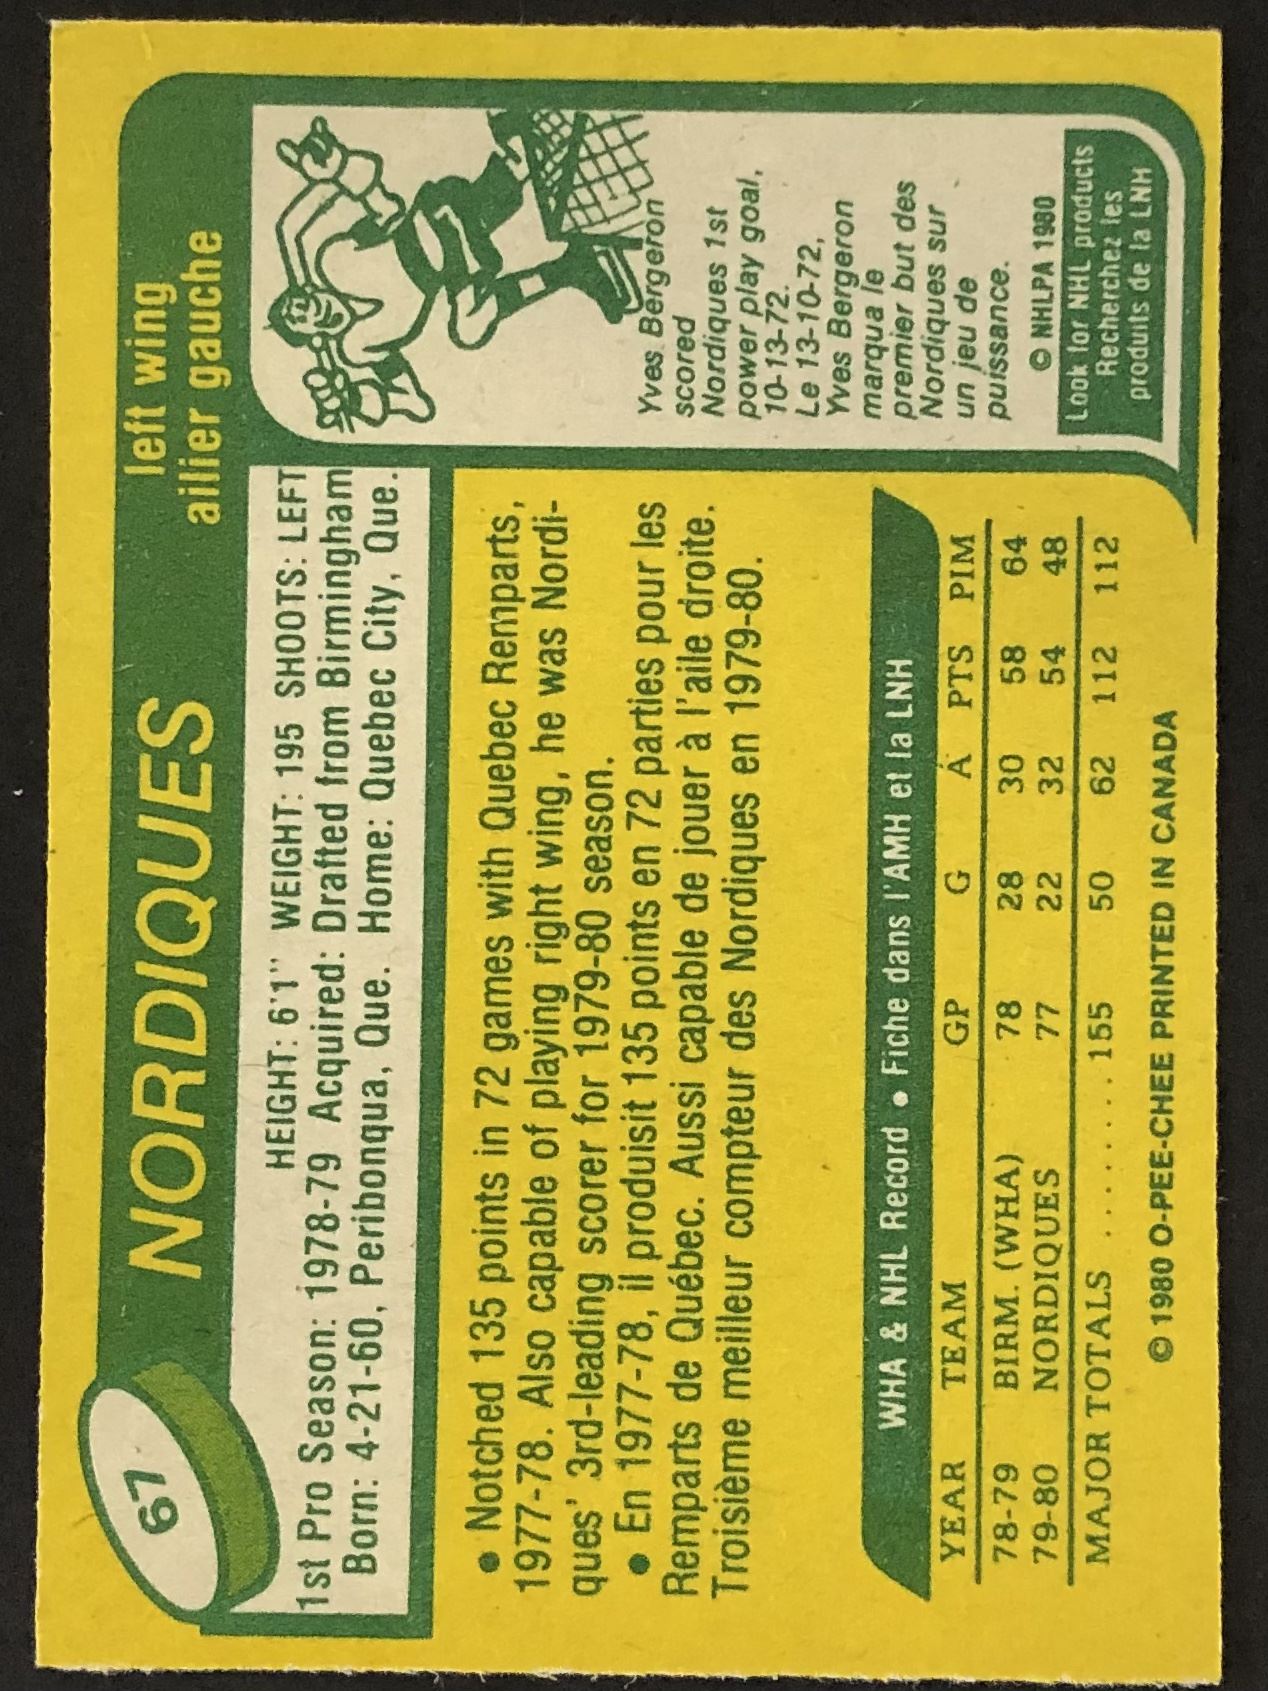 67
NORDIQUES
left wing
ailier gauche
HEIGHT: 6'1" WEIGHT: 195 SHOOTS: LEFT
1st Pro Season: 1978-79 Acquired: Drafted from Birmingham
Born: 4-21-60, Peribonqua, Que. Home: Quebec City, Que.
• Notched 135 points in 72 games with Quebec Remparts,
1977-78. Also capable of playing right wing, he was Nordi-
ques' 3rd-leading scorer for 1979-80 season.
• En 1977-78, il produisit 135 points en 72 parties pour les
Remparts de Québec. Aussi capable de jouer à l'aile droite.
Troisième meilleur compteur des Nordiques en 1979-80.
WHA & NHL Record • Fiche dans l'AMH et la LNH
YEAR TEAM GP G A PTS PIM
78-79 BIRM. (WHA) 78 28 30 58 64
79-80 NORDIQUES 77 22 32 54 48
MAJOR TOTALS ......... 155 50 62 112 112
© 1980 O-PEE-CHEE PRINTED IN CANADA
Yves Bergeron
scored
Nordiques 1st
power play goal,
10-13-72.
Le 13-10-72,
Yves Bergeron
marqua le
premier but des
Nordiques sur
un jeu de
puissance.
© NHLPA 1980
Look for NHL products
Recherchez les
produits de la LNH